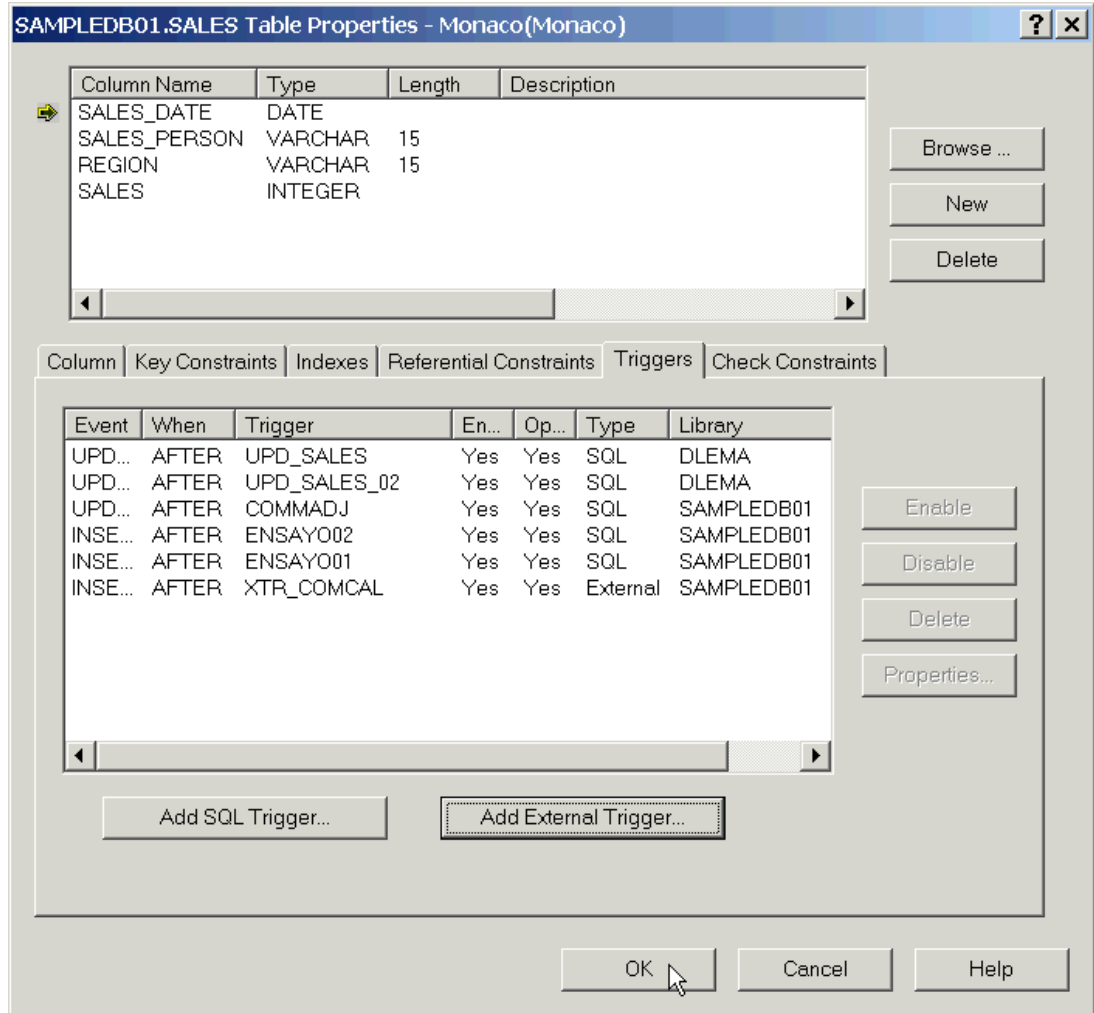 SAMPLEDB01.SALES Table Properties - Monaco(Monaco) ? ×
Column Name Type Length Description
SALES_DATE DATE
SALES_PERSON VARCHAR 15
REGION VARCHAR 15
SALES INTEGER
Browse ...
New
Delete
Column Key Constraints Indexes Referential Constraints Triggers Check Constraints
Event When Trigger En... Op... Type Library
UPD... AFTER UPD_SALES Yes Yes SQL DLEMA
UPD... AFTER UPD_SALES_02 Yes Yes SQL DLEMA
UPD... AFTER COMMADJ Yes Yes SQL SAMPLEDB01
INSE... AFTER ENSAYO02 Yes Yes SQL SAMPLEDB01
INSE... AFTER ENSAYO01 Yes Yes SQL SAMPLEDB01
INSE... AFTER XTR_COMCAL Yes Yes External SAMPLEDB01
Enable
Disable
Delete
Properties...
Add SQL Trigger... Add External Trigger...
OK Cancel Help